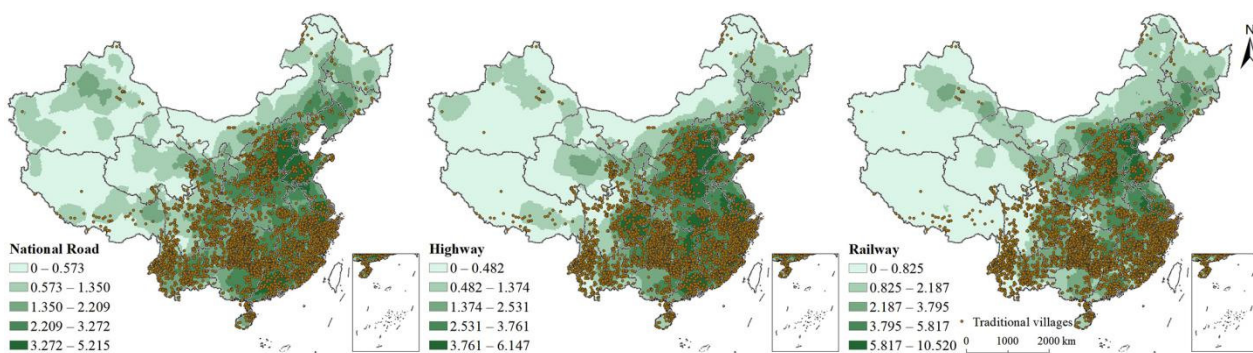 N
National Road
0 – 0.573
0.573 – 1.350
1.350 – 2.209
2.209 – 3.272
3.272 – 5.215
Highway
0 – 0.482
0.482 – 1.374
1.374 – 2.531
2.531 – 3.761
3.761 – 6.147
Railway
0 – 0.825
0.825 – 2.187
2.187 – 3.795
3.795 – 5.817
5.817 – 10.520
Traditional villages
0 1000 2000 km